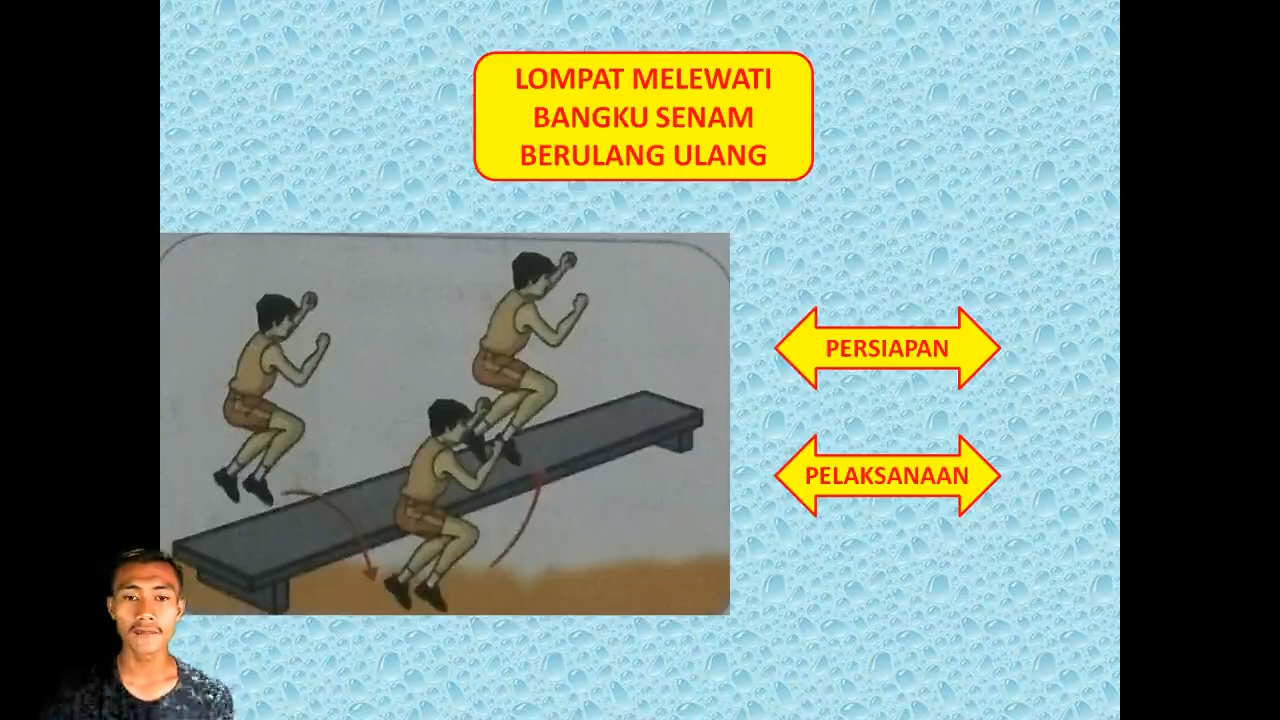 LOMPAT MELEWATI
BANGKU SENAM
BERULANG ULANG
PERSIAPAN
PELAKSANAAN